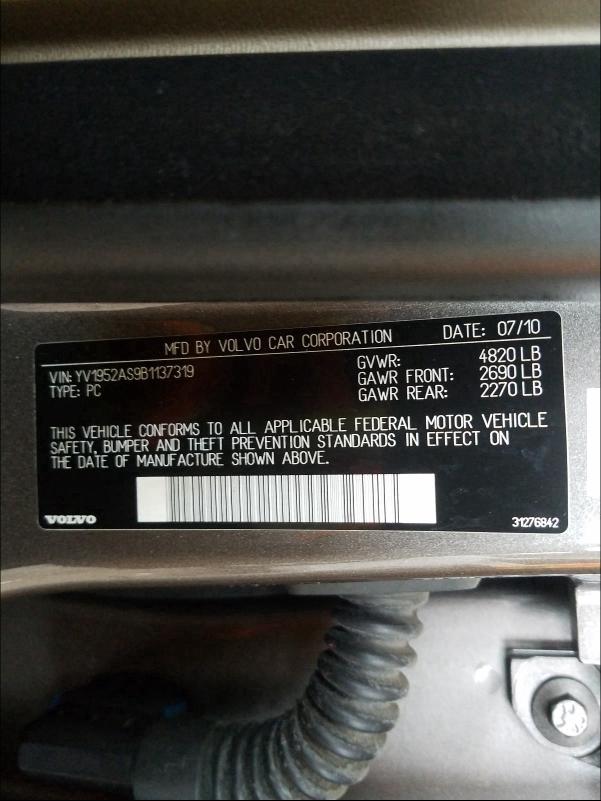 MFD BY VOLVO CAR CORPORATION DATE: 07/10
VIN: YV1952AS9B1137319 GVWR: 4820 LB
TYPE: PC GAWR FRONT: 2690 LB
GAWR REAR: 2270 LB
THIS VEHICLE CONFORMS TO ALL APPLICABLE FEDERAL MOTOR VEHICLE
SAFETY, BUMPER AND THEFT PREVENTION STANDARDS IN EFFECT ON
THE DATE OF MANUFACTURE SHOWN ABOVE.
VOLVO 31276842